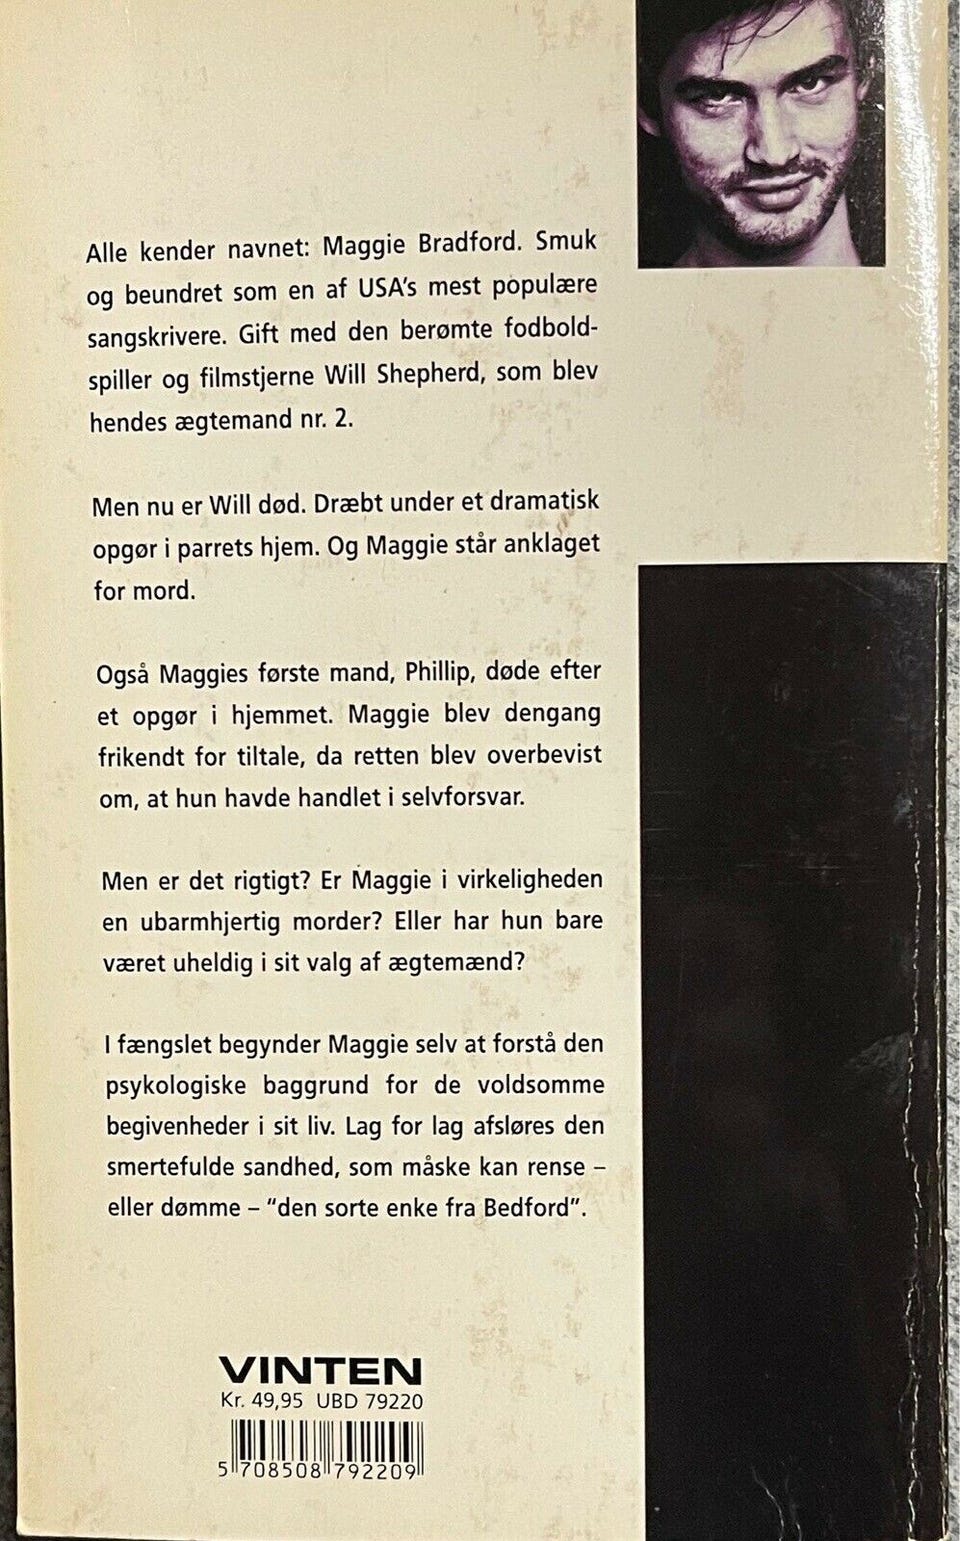 Alle kender navnet: Maggie Bradford. Smuk
og beundret som en af USA's mest populære
sangskrivere. Gift med den berømte fodbold-
spiller og filmstjerne Will Shepherd, som blev
hendes ægtemand nr. 2.
Men nu er Will død. Dræbt under et dramatisk
opgør i parrets hjem. Og Maggie står anklaget
for mord.
Også Maggies første mand, Phillip, døde efter
et opgør i hjemmet. Maggie blev dengang
frikendt for tiltale, da retten blev overbevist
om, at hun havde handlet i selvforsvar.
Men er det rigtigt? Er Maggie i virkeligheden
en ubarmhjertig morder? Eller har hun bare
været uheldig i sit valg af ægtemænd?
I fængslet begynder Maggie selv at forstå den
psykologiske baggrund for de voldsomme
begivenheder i sit liv. Lag for lag afsløres den
smertefulde sandhed, som måske kan rense –
eller dømme – "den sorte enke fra Bedford".
VINTEN
Kr. 49,95 UBD 79220
5 708508 792209